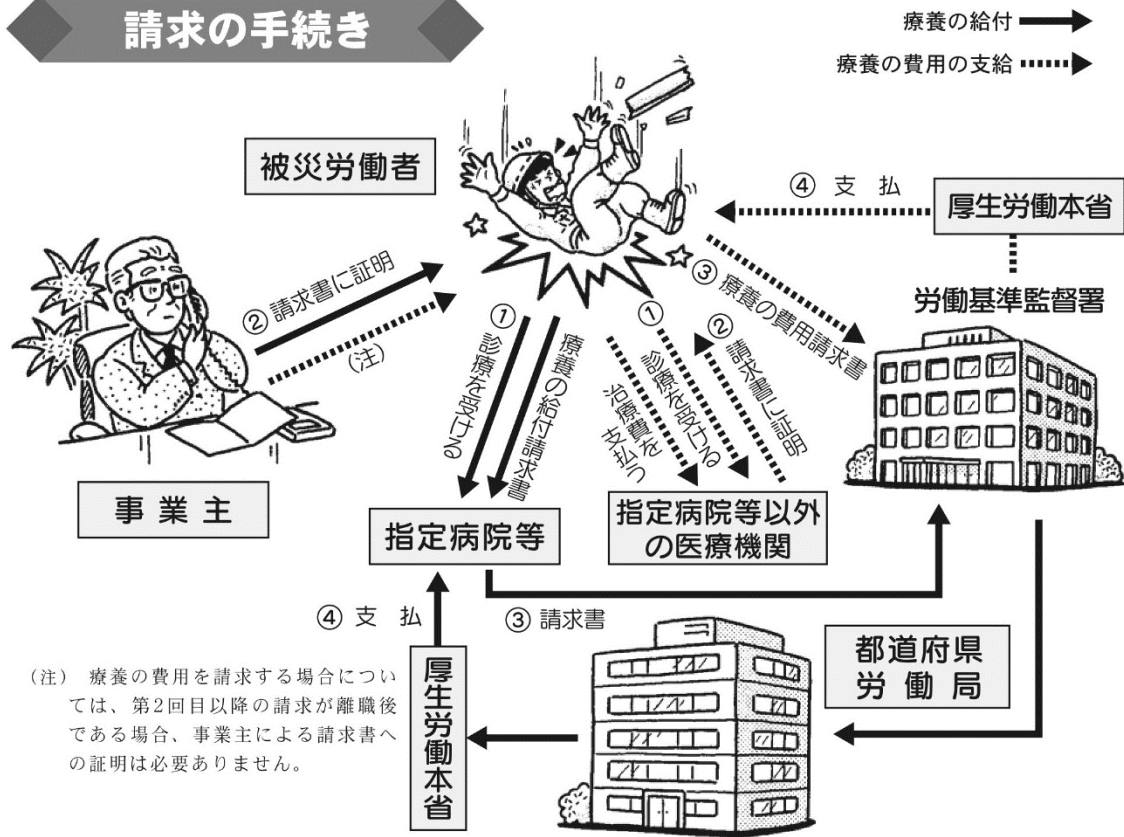 請求の手続き
療養の給付
療養の費用の支給
被災労働者
④ 支 払
厚生労働本省
③ 療養の費用請求書
労働基準監督署
② 請求書に証明
(注)
① 診療を受ける
療養の給付請求書
治療費を支払う
① 診療を受ける
② 請求書に証明
事 業 主
指定病院等
指定病院等以外
の医療機関
④ 支 払
③ 請求書
都道府県
労 働 局
厚生労働本省
(注) 療養の費用を請求する場合につい
ては、第2回目以降の請求が離職後
である場合、事業主による請求書へ
の証明は必要ありません。